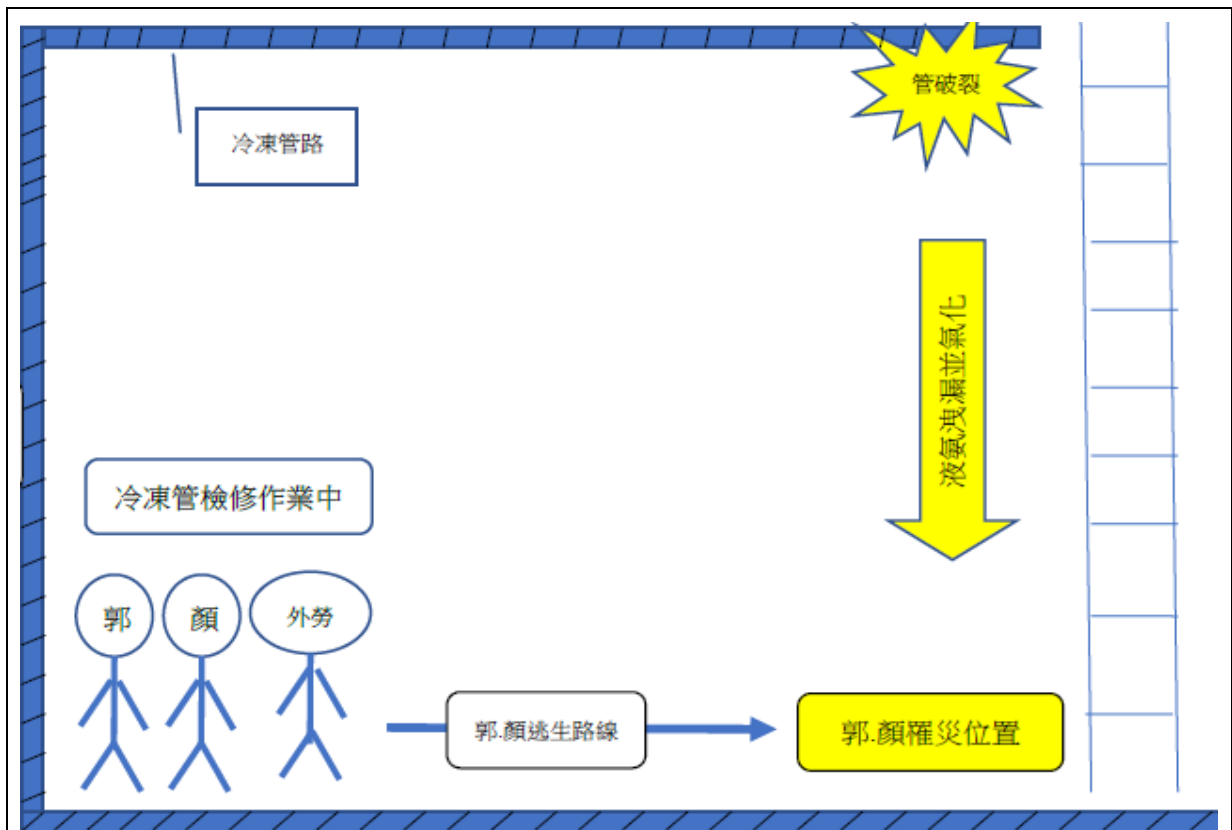 管破裂
冷凍管路
液氨洩漏並氣化
冷凍管檢修作業中
郭
顏
外勞
郭.顏逃生路線
郭.顏罹災位置